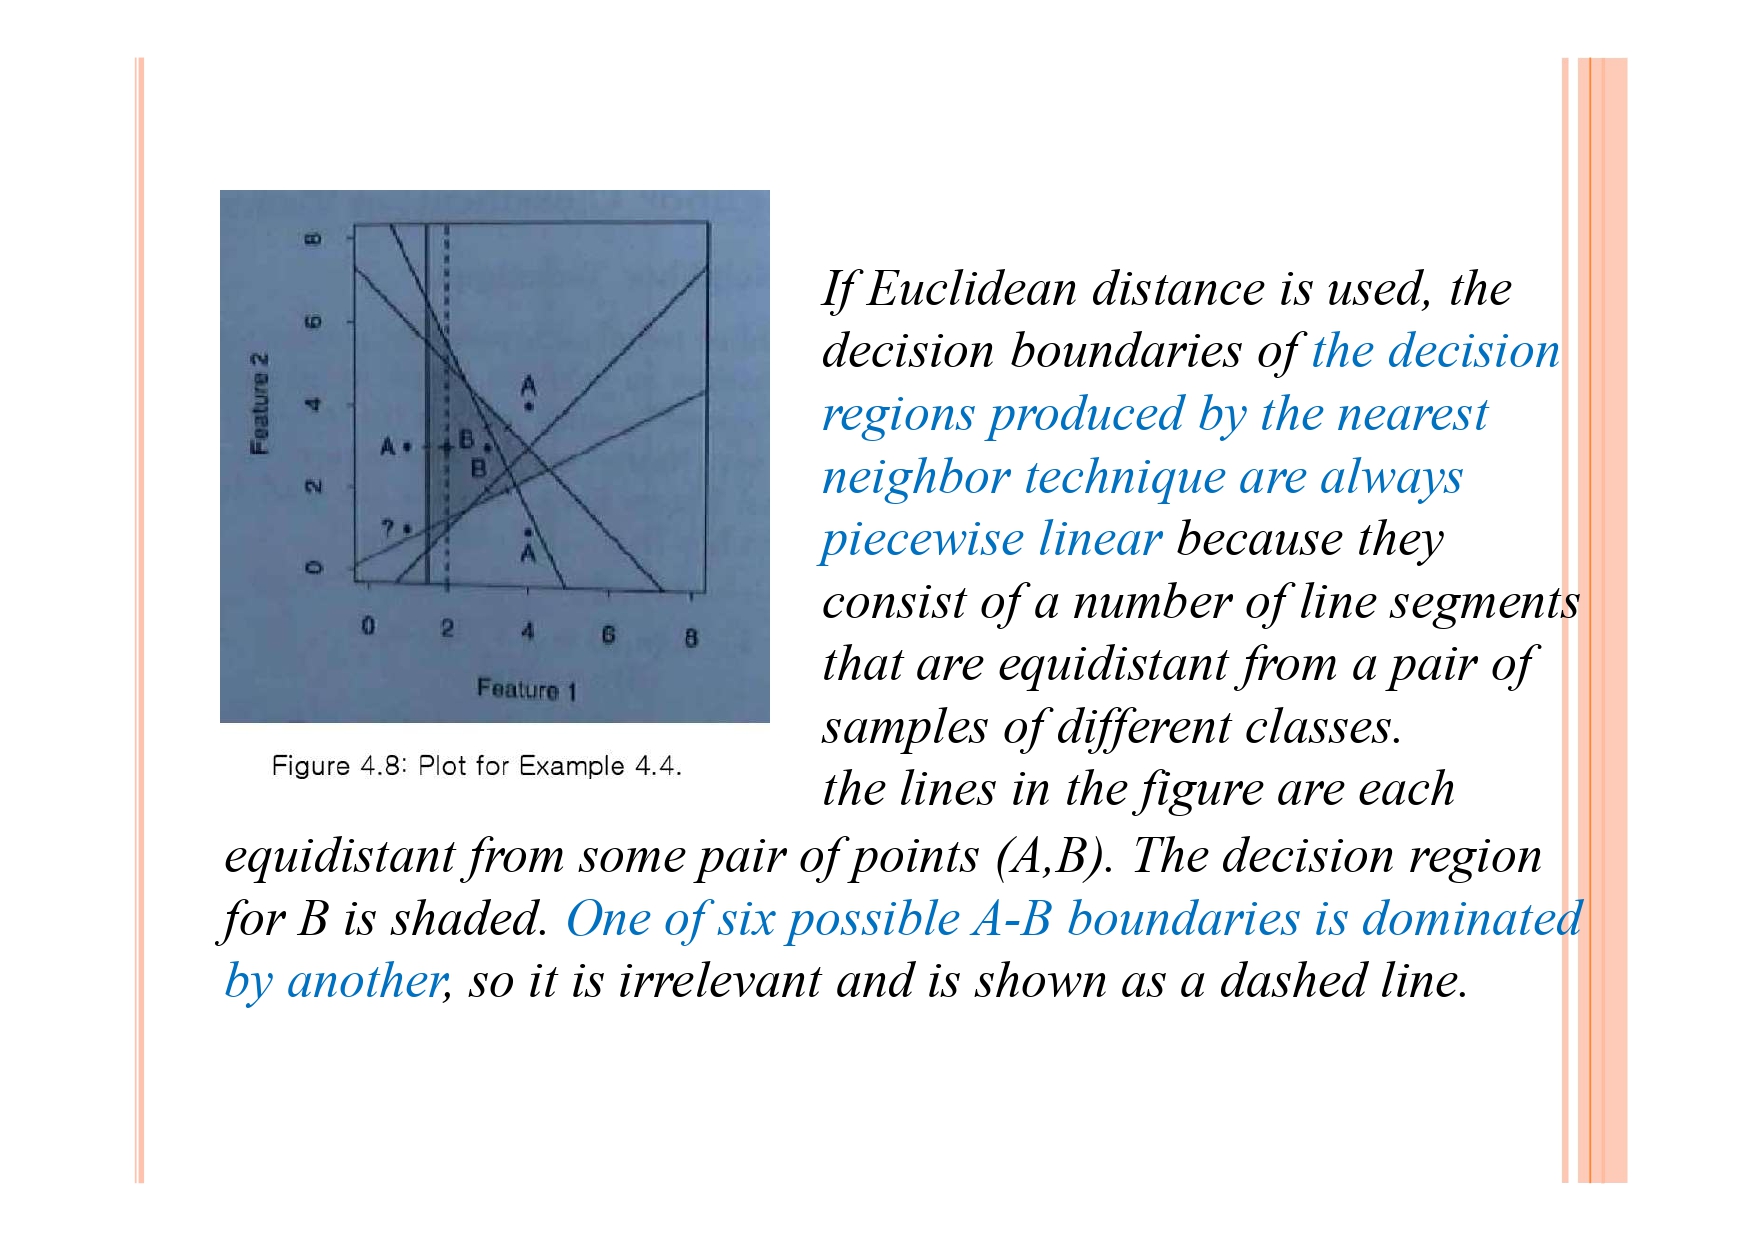 8
6
4
2
0
Feature 2
A
A
B
B
?
A
0 2 4 6 8
Feature 1
Figure 4.8: Plot for Example 4.4.
If Euclidean distance is used, the
decision boundaries of the decision
regions produced by the nearest
neighbor technique are always
piecewise linear because they
consist of a number of line segments
that are equidistant from a pair of
samples of different classes.
the lines in the figure are each
equidistant from some pair of points (A,B). The decision region
for B is shaded. One of six possible A-B boundaries is dominated
by another, so it is irrelevant and is shown as a dashed line.